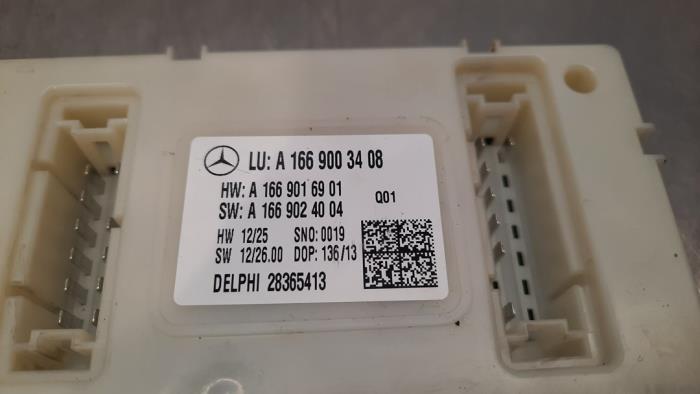 LU: A 166 900 34 08
HW: A 166 901 69 01
SW: A 166 902 40 04 Q01
HW 12/25 SNO: 0019
SW 12/26.00 DOP: 136/13
DELPHI 28365413